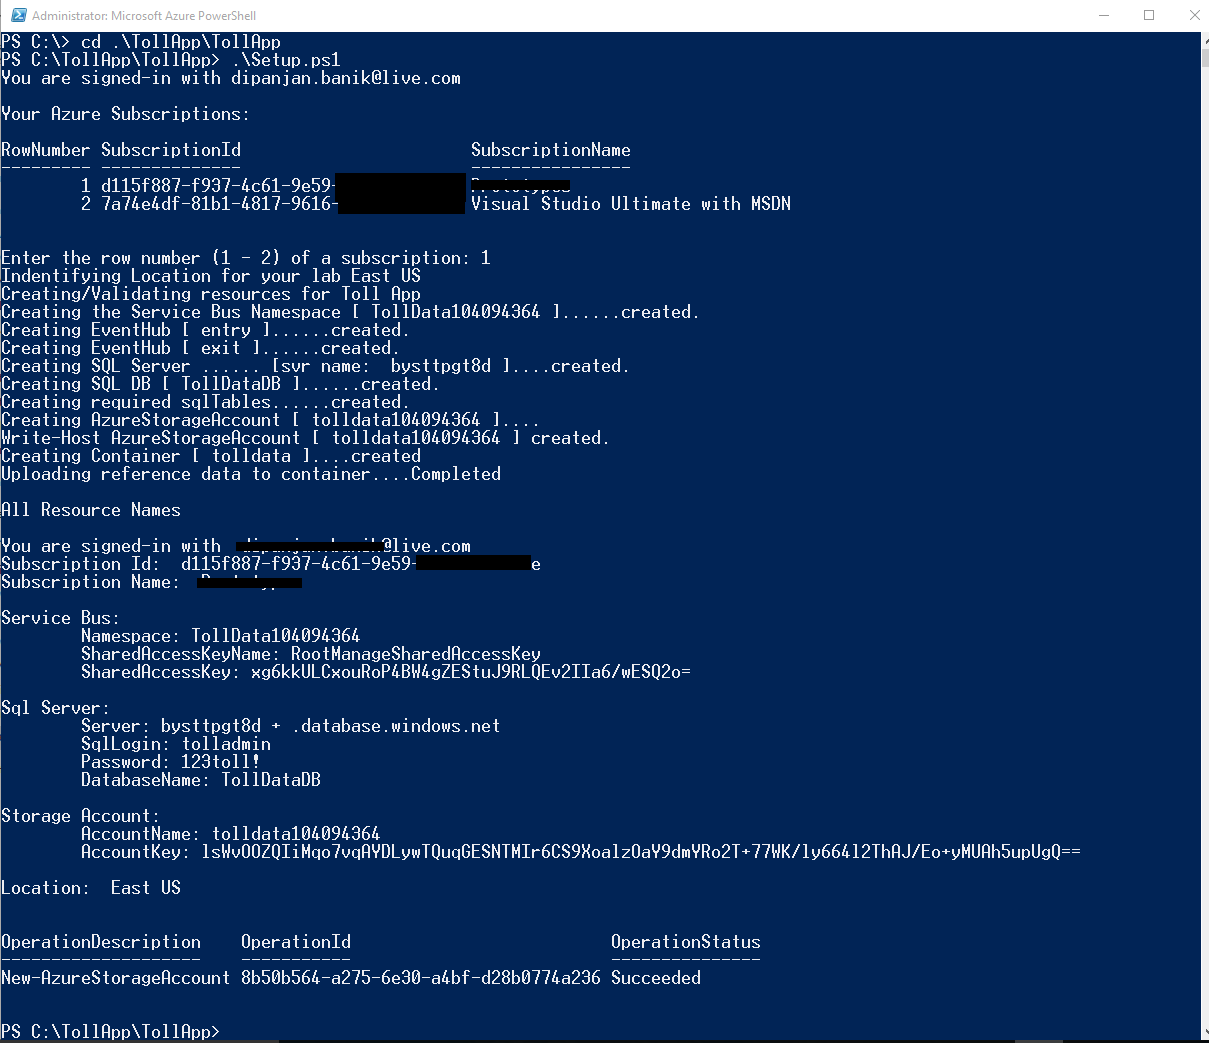 Administrator: Microsoft Azure PowerShell
PS C:\> cd .\TollApp\TollApp
PS C:\TollApp\TollApp> .\Setup.ps1
You are signed-in with dipanjan.banik@live.com
Your Azure Subscriptions:
RowNumber SubscriptionId SubscriptionName
--------- -------------- ----------------
1 d115f887-f937-4c61-9e59-
2 7a74e4df-81b1-4817-9616- Visual Studio Ultimate with MSDN
Enter the row number (1 - 2) of a subscription: 1
Indentifying Location for your lab East US
Creating/Validating resources for Toll App
Creating the Service Bus Namespace [ TollData104094364 ]......created.
Creating EventHub [ entry ]......created.
Creating EventHub [ exit ]......created.
Creating SQL Server ...... [svr name:  bysttpgt8d ]....created.
Creating SQL DB [ TollDataDB ]......created.
Creating required sqlTables......created.
Creating AzureStorageAccount [ tolldata104094364 ]....
Write-Host AzureStorageAccount [ tolldata104094364 ] created.
Creating Container [ tolldata ]....created
Uploading reference data to container....Completed
All Resource Names
You are signed-in with @live.com
Subscription Id:  d115f887-f937-4c61-9e59- e
Subscription Name:
Service Bus:
Namespace: TollData104094364
SharedAccessKeyName: RootManageSharedAccessKey
SharedAccessKey: xg6kkULCxouRoP4BW4gZEStuJ9RLQEv2IIa6/wESQ2o=
Sql Server:
Server: bysttpgt8d + .database.windows.net
SqlLogin: tolladmin
Password: 123toll!
DatabaseName: TollDataDB
Storage Account:
AccountName: tolldata104094364
AccountKey: lsWvOOZQIiMqo7vqAYDLywTQuqGESNTMIr6CS9XoalzOaY9dmYRo2T+77WK/ly664l2ThAJ/Eo+yMUAh5upUgQ==
Location:  East US
OperationDescription OperationId OperationStatus
-------------------- ----------- ---------------
New-AzureStorageAccount 8b50b564-a275-6e30-a4bf-d28b0774a236 Succeeded
PS C:\TollApp\TollApp>